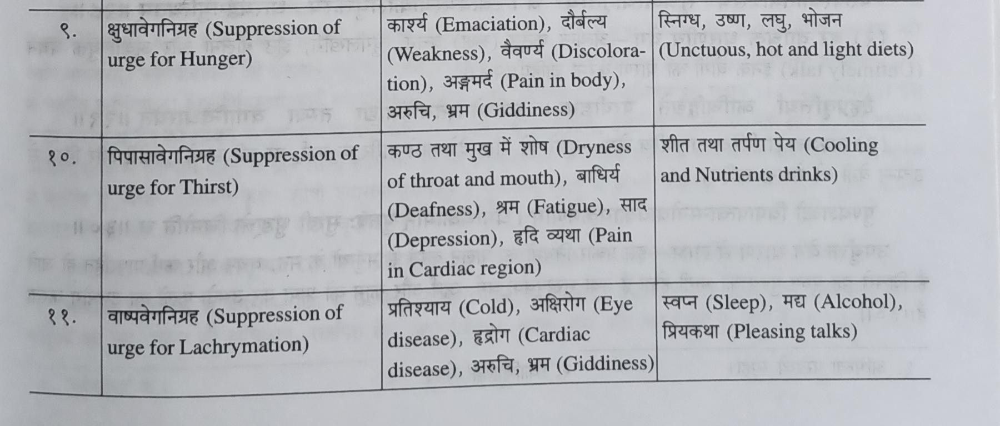 ९.
क्षुधावेगनिग्रह (Suppression of
urge for Hunger)
कार्श्य (Emaciation), दौर्बल्य
(Weakness), वैवर्ण्य (Discolora-
tion), अङ्गमर्द (Pain in body),
अरुचि, भ्रम (Giddiness)
स्निग्ध, उष्ण, लघु, भोजन
(Unctuous, hot and light diets)
१०.
पिपासावेगनिग्रह (Suppression of
urge for Thirst)
कण्ठ तथा मुख में शोष (Dryness
of throat and mouth), बाधिर्य
(Deafness), श्रम (Fatigue), साद
(Depression), हृदि व्यथा (Pain
in Cardiac region)
शीत तथा तर्पण पेय (Cooling
and Nutrients drinks)
११.
वाष्पवेगनिग्रह (Suppression of
urge for Lachrymation)
प्रतिश्याय (Cold), अक्षिरोग (Eye
disease), हृद्रोग (Cardiac
disease), अरुचि, भ्रम (Giddiness)
स्वप्न (Sleep), मद्य (Alcohol),
प्रियकथा (Pleasing talks)